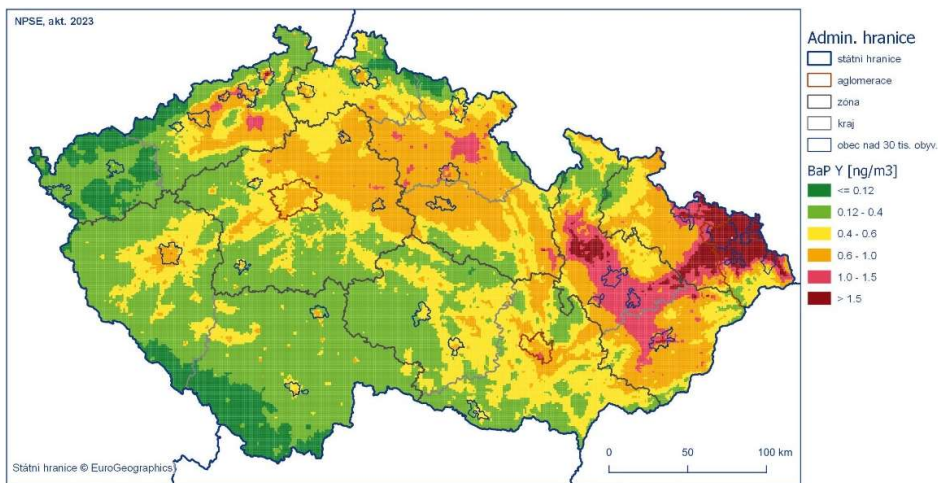 NPSE, akt. 2023
Admin. hranice
státní hranice
aglomerace
zóna
kraj
obec nad 30 tis. obyv.
BaP Y [ng/m3]
<= 0.12
0.12 - 0.4
0.4 - 0.6
0.6 - 1.0
1.0 - 1.5
> 1.5
0 50 100 km
Státní hranice © EuroGeographics